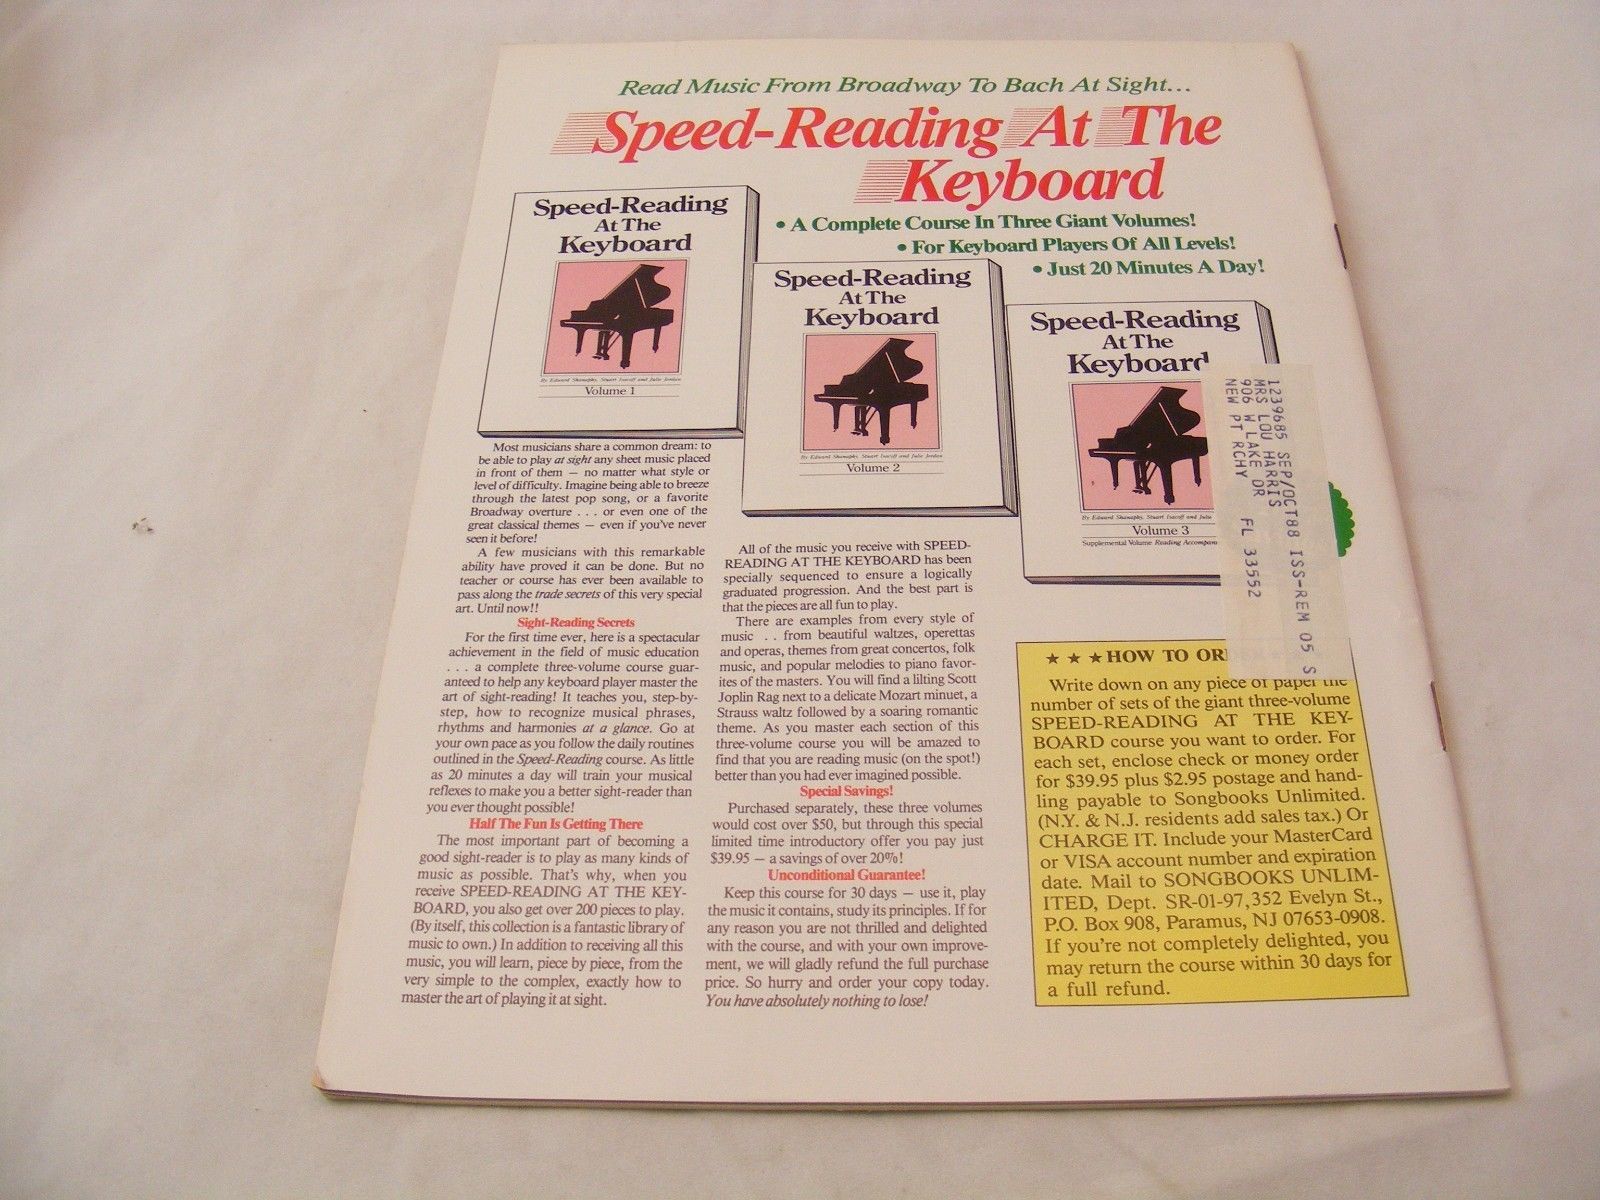 Read Music From Broadway To Bach At Sight...
Speed-Reading At The
Keyboard
• A Complete Course In Three Giant Volumes!
• For Keyboard Players Of All Levels!
• Just 20 Minutes A Day!
Speed-Reading
At The
Keyboard
By Edward Shanaphy, Stuart Isacoff and Julie Jordan
Volume 1
Speed-Reading
At The
Keyboard
By Edward Shanaphy, Stuart Isacoff and Julie Jordan
Volume 2
Speed-Reading
At The
Keyboard
By Edward Shanaphy, Stuart Isacoff and Julie
Volume 3
Supplemental Volume Reading Accompan
1239685 SEP/OCT88 ISS-REM 05 S
MRS LOU HARRIS
906 W LAKE DR
NEW PT RCHY FL 33552
Most musicians share a common dream: to
be able to play at sight any sheet music placed
in front of them — no matter what style or
level of difficulty. Imagine being able to breeze
through the latest pop song, or a favorite
Broadway overture . . . or even one of the
great classical themes — even if you've never
seen it before!
A few musicians with this remarkable
ability have proved it can be done. But no
teacher or course has ever been available to
pass along the trade secrets of this very special
art. Until now!!
Sight-Reading Secrets
For the first time ever, here is a spectacular
achievement in the field of music education
. . . a complete three-volume course guar-
anteed to help any keyboard player master the
art of sight-reading! It teaches you, step-by-
step, how to recognize musical phrases,
rhythms and harmonies at a glance. Go at
your own pace as you follow the daily routines
outlined in the Speed-Reading course. As little
as 20 minutes a day will train your musical
reflexes to make you a better sight-reader than
you ever thought possible!
Half The Fun Is Getting There
The most important part of becoming a
good sight-reader is to play as many kinds of
music as possible. That's why, when you
receive SPEED-READING AT THE KEY-
BOARD, you also get over 200 pieces to play.
(By itself, this collection is a fantastic library of
music to own.) In addition to receiving all this
music, you will learn, piece by piece, from the
very simple to the complex, exactly how to
master the art of playing it at sight.
All of the music you receive with SPEED-
READING AT THE KEYBOARD has been
specially sequenced to ensure a logically
graduated progression. And the best part is
that the pieces are all fun to play.
There are examples from every style of
music . . from beautiful waltzes, operettas
and operas, themes from great concertos, folk
music, and popular melodies to piano favor-
ites of the masters. You will find a lilting Scott
Joplin Rag next to a delicate Mozart minuet, a
Strauss waltz followed by a soaring romantic
theme. As you master each section of this
three-volume course you will be amazed to
find that you are reading music (on the spot!)
better than you had ever imagined possible.
Special Savings!
Purchased separately, these three volumes
would cost over $50, but through this special
limited time introductory offer you pay just
$39.95 — a savings of over 20%!
Unconditional Guarantee!
Keep this course for 30 days — use it, play
the music it contains, study its principles. If for
any reason you are not thrilled and delighted
with the course, and with your own improve-
ment, we will gladly refund the full purchase
price. So hurry and order your copy today.
You have absolutely nothing to lose!
★ ★ ★ HOW TO OR
Write down on any piece of paper the
number of sets of the giant three-volume
SPEED-READING AT THE KEY-
BOARD course you want to order. For
each set, enclose check or money order
for $39.95 plus $2.95 postage and hand-
ling payable to Songbooks Unlimited.
(N.Y. & N.J. residents add sales tax.) Or
CHARGE IT. Include your MasterCard
or VISA account number and expiration
date. Mail to SONGBOOKS UNLIM-
ITED, Dept. SR-01-97, 352 Evelyn St.,
P.O. Box 908, Paramus, NJ 07653-0908.
If you're not completely delighted, you
may return the course within 30 days for
a full refund.